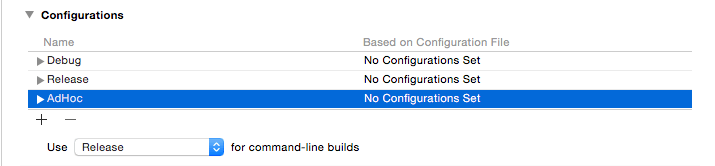 Configurations
Name Based on Configuration File
Debug No Configurations Set
Release No Configurations Set
AdHoc No Configurations Set
Use Release for command-line builds